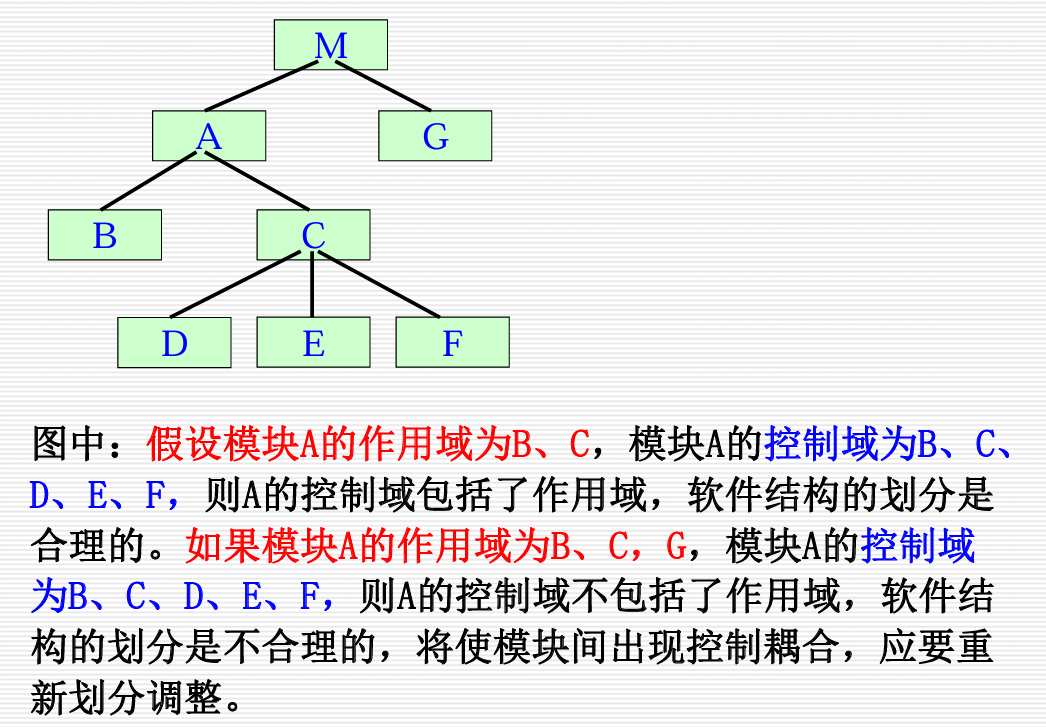 M
A
G
B
C
D
E
F
图中：假设模块A的作用域为B、C，模块A的控制域为B、C、
D、E、F，则A的控制域包括了作用域，软件结构的划分是
合理的。如果模块A的作用域为B、C，G，模块A的控制域
为B、C、D、E、F，则A的控制域不包括了作用域，软件结
构的划分是不合理的，将使模块间出现控制耦合，应要重
新划分调整。